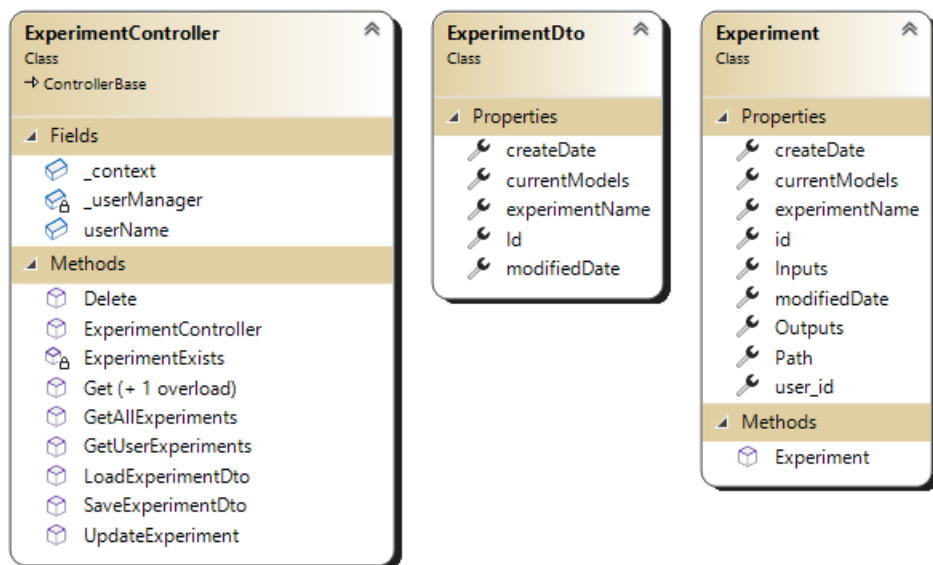 ExperimentController
Class
ControllerBase
Fields
_context
_userManager
userName
Methods
Delete
ExperimentController
ExperimentExists
Get (+ 1 overload)
GetAllExperiments
GetUserExperiments
LoadExperimentDto
SaveExperimentDto
UpdateExperiment
ExperimentDto
Class
Properties
createDate
currentModels
experimentName
Id
modifiedDate
Experiment
Class
Properties
createDate
currentModels
experimentName
id
Inputs
modifiedDate
Outputs
Path
user_id
Methods
Experiment